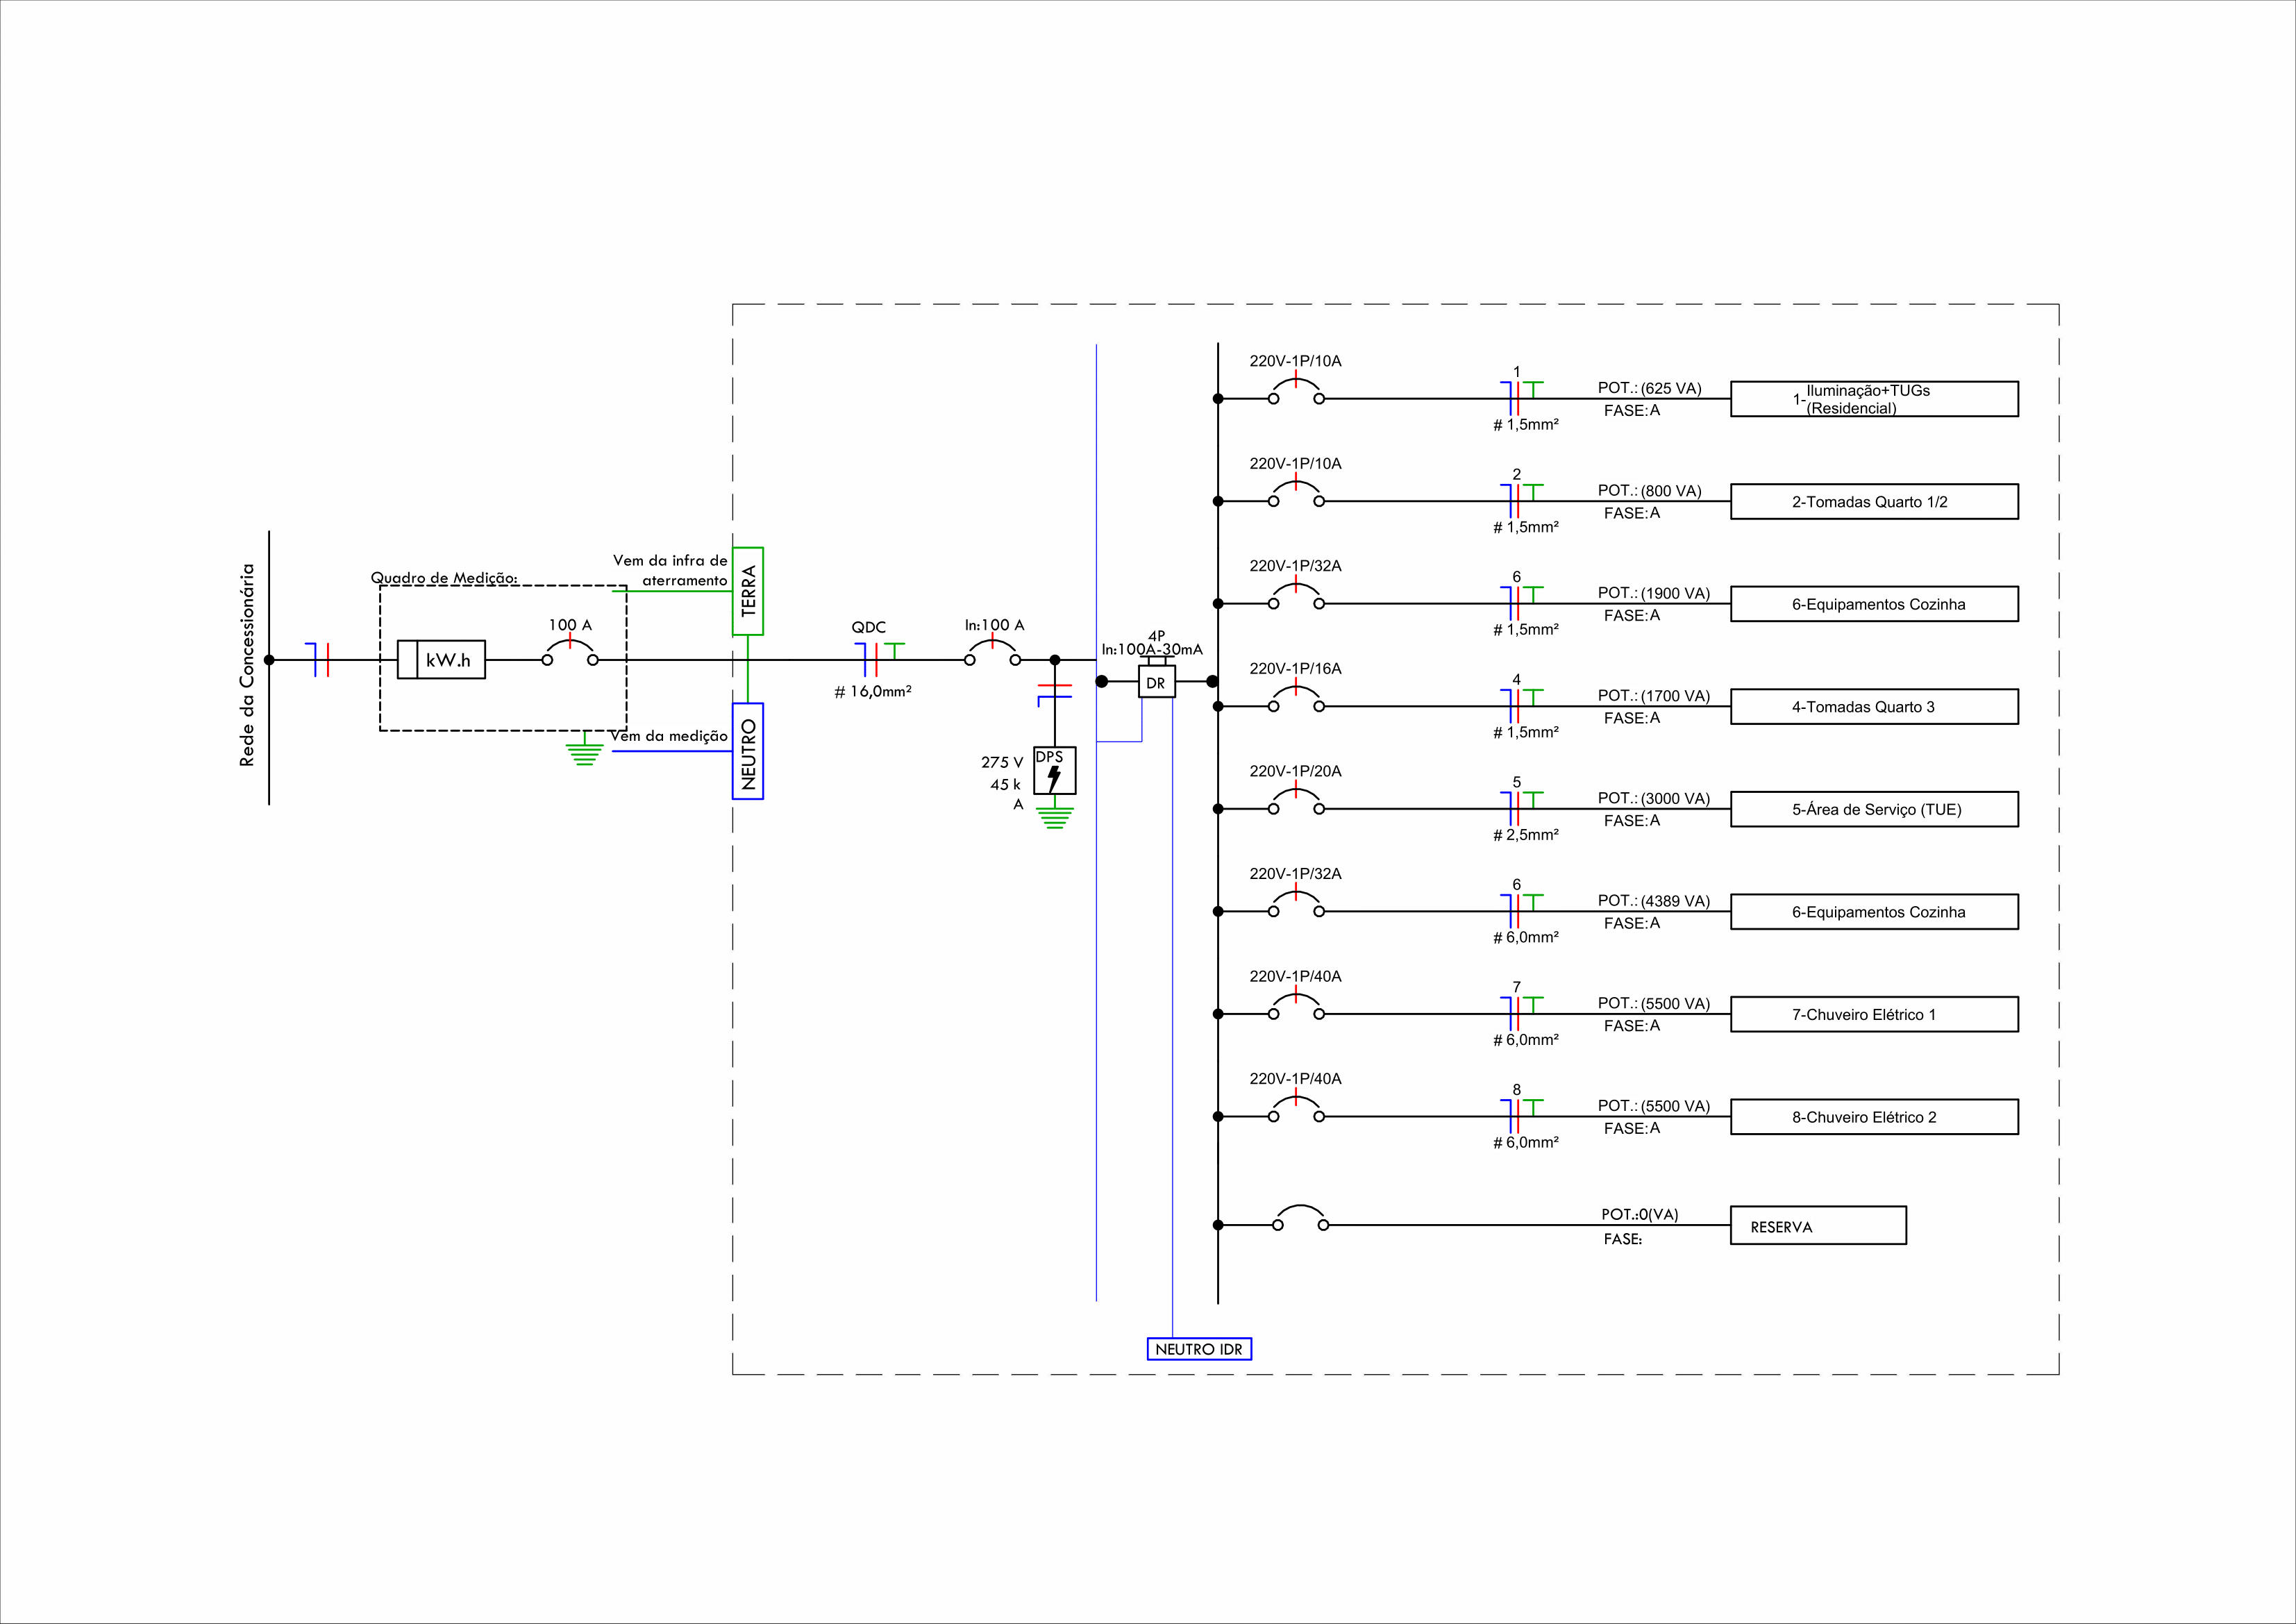 Rede da Concessionária
Quadro de Medição:
kW.h
100 A
Vem da infra de
aterramento
TERRA
Vem da medição
NEUTRO
QDC
# 16,0mm²
In:100 A
275 V
45 k
A
DPS
4P
In:100A-30mA
DR
NEUTRO IDR
220V-1P/10A
1
# 1,5mm²
POT.: (625 VA)
FASE:A
1-Iluminação+TUGs
(Residencial)
220V-1P/10A
2
# 1,5mm²
POT.: (800 VA)
FASE:A
2-Tomadas Quarto 1/2
220V-1P/32A
6
# 1,5mm²
POT.: (1900 VA)
FASE:A
6-Equipamentos Cozinha
220V-1P/16A
4
# 1,5mm²
POT.: (1700 VA)
FASE:A
4-Tomadas Quarto 3
220V-1P/20A
5
# 2,5mm²
POT.: (3000 VA)
FASE:A
5-Área de Serviço (TUE)
220V-1P/32A
6
# 6,0mm²
POT.: (4389 VA)
FASE:A
6-Equipamentos Cozinha
220V-1P/40A
7
# 6,0mm²
POT.: (5500 VA)
FASE:A
7-Chuveiro Elétrico 1
220V-1P/40A
8
# 6,0mm²
POT.: (5500 VA)
FASE:A
8-Chuveiro Elétrico 2
POT.:0(VA)
FASE:
RESERVA